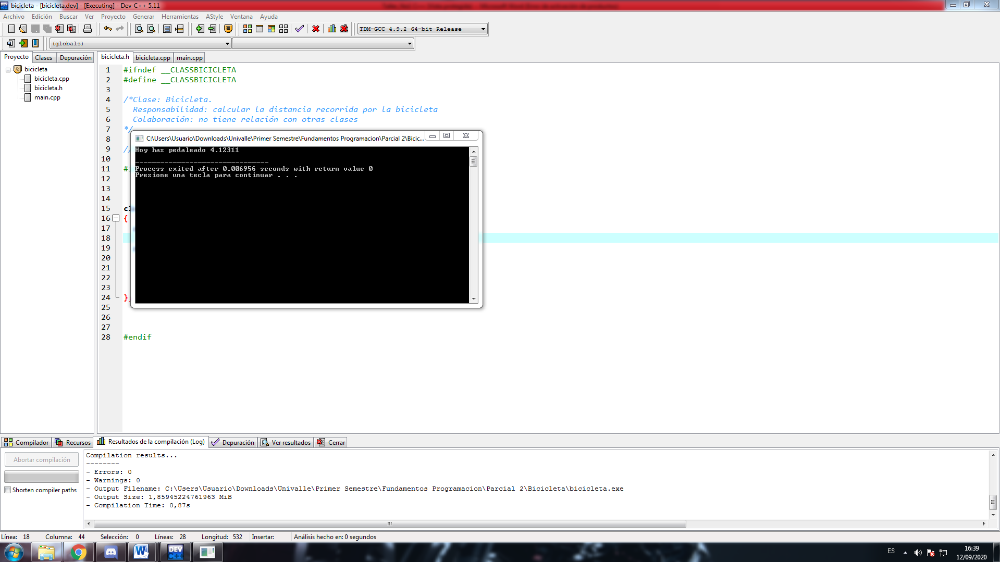 bicicleta - [bicicleta.dev] - [Executing] - Dev-C++ 5.11
Archivo Edición Buscar Ver Proyecto Generar Herramientas AStyle Ventana Ayuda
TDM-GCC 4.9.2 64-bit Release
(globals)
Proyecto Clases Depuración
bicicleta.h bicicleta.cpp main.cpp
bicicleta
bicicleta.cpp
bicicleta.h
main.cpp
1 #ifndef __CLASSBICICLETA
2 #define __CLASSBICICLETA
3
4 /*Clase: Bicicleta.
5 Responsabilidad: calcular la distancia recorrida por la bicicleta
6 Colaboración: no tiene relación con otras clases
7 */
8
9 //
10
11 #i
12
13
14
15 cl
16 {
17
18
19
20
21
22
23
24 };
25
26
27
28 #endif
C:\Users\Usuario\Downloads\Univalle\Primer Semestre\Fundamentos Programacion\Parcial 2\Bicic...
Hoy has pedaleado 4.12311
--------------------------------
Process exited after 0.006956 seconds with return value 0
Presione una tecla para continuar . . .
Compilador Recursos Resultados de la compilación (Log) Depuración Ver resultados Cerrar
Abortar compilación
Shorten compiler paths
Compilation results...
--------
- Errors: 0
- Warnings: 0
- Output Filename: C:\Users\Usuario\Downloads\Univalle\Primer Semestre\Fundamentos Programacion\Parcial 2\Bicicleta\bicicleta.exe
- Output Size: 1,85945224761963 MiB
- Compilation Time: 0,87s
Línea: 18 Columna: 44 Selección: 0 Líneas: 28 Longitud: 532 Insertar: Análisis hecho en: 0 segundos
DEV C++
ES
16:39
12/09/2020